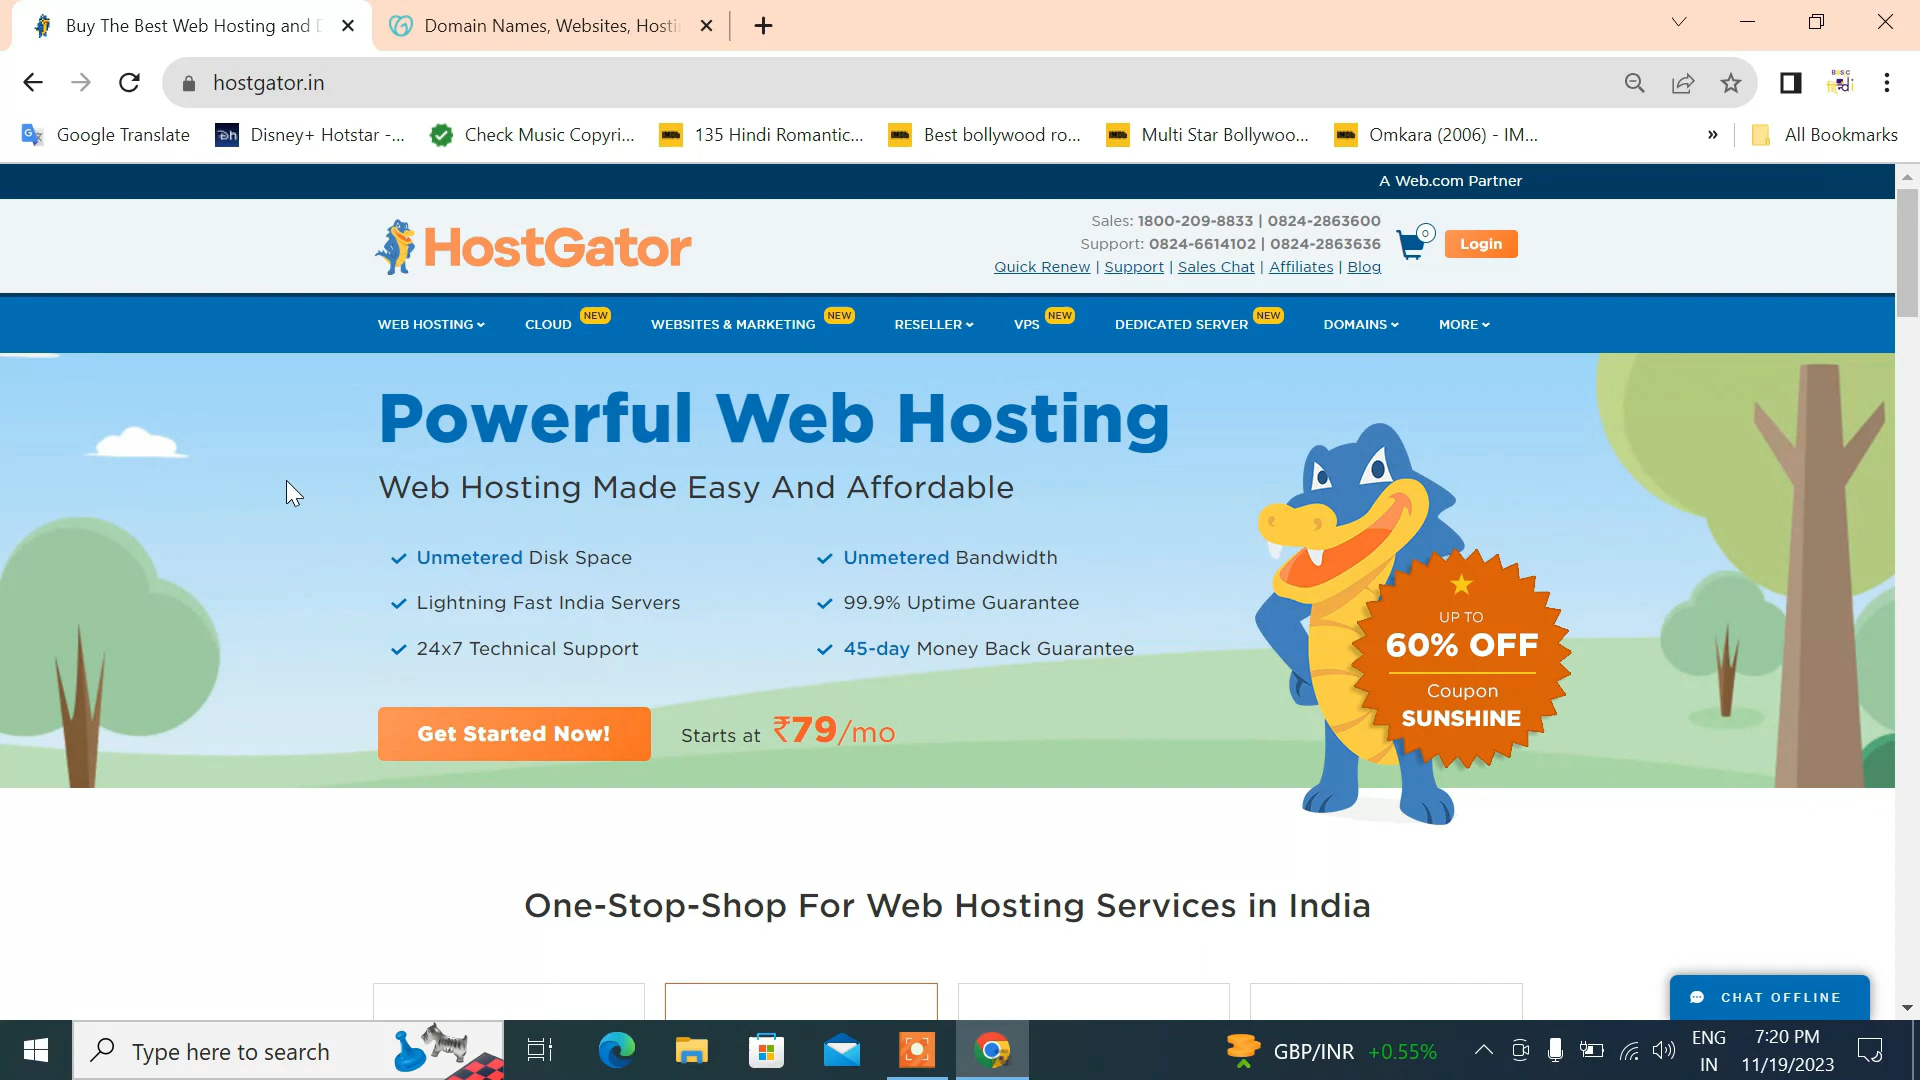 Buy The Best Web Hosting and D
Domain Names, Websites, Hosti
hostgator.in
Google Translate
Disney+ Hotstar -...
Check Music Copyri...
135 Hindi Romantic...
Best bollywood ro...
Multi Star Bollywoo...
Omkara (2006) - IM...
»
All Bookmarks
A Web.com Partner
HostGator
Sales: 1800-209-8833 | 0824-2863600
Support: 0824-6614102 | 0824-2863636
Quick Renew | Support | Sales Chat | Affiliates | Blog
0
Login
WEB HOSTING
CLOUD NEW
WEBSITES & MARKETING NEW
RESELLER
VPS NEW
DEDICATED SERVER NEW
DOMAINS
MORE
Powerful Web Hosting
Web Hosting Made Easy And Affordable
Unmetered Disk Space
Unmetered Bandwidth
Lightning Fast India Servers
99.9% Uptime Guarantee
24x7 Technical Support
45-day Money Back Guarantee
Get Started Now!
Starts at ₹79/mo
UP TO
60% OFF
Coupon
SUNSHINE
One-Stop-Shop For Web Hosting Services in India
CHAT OFFLINE
Type here to search
GBP/INR +0.55%
ENG
IN
7:20 PM
11/19/2023